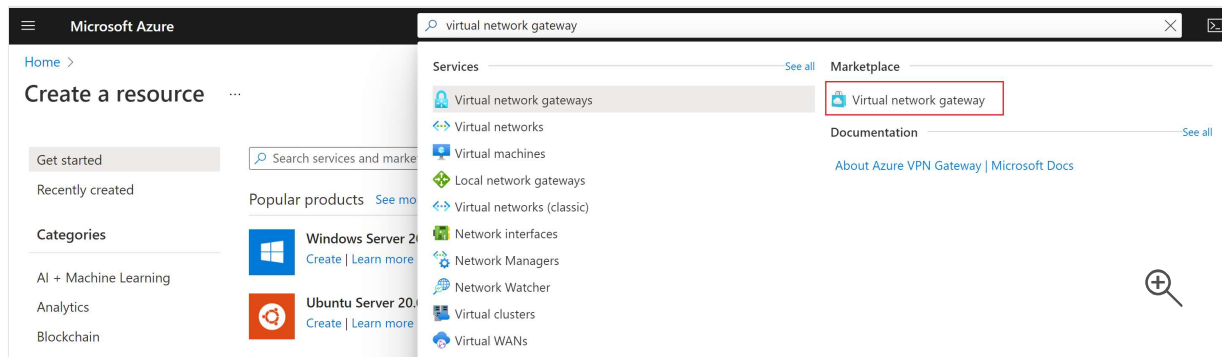 Microsoft Azure
virtual network gateway
Home >
Create a resource ...
Get started
Recently created
Categories
AI + Machine Learning
Analytics
Blockchain
Search services and marke
Popular products See mo
Windows Server 2
Create | Learn more
Ubuntu Server 20.
Create | Learn more
Services
See all
Virtual network gateways
Virtual networks
Virtual machines
Local network gateways
Virtual networks (classic)
Network interfaces
Network Managers
Network Watcher
Virtual clusters
Virtual WANs
Marketplace
Virtual network gateway
Documentation
See all
About Azure VPN Gateway | Microsoft Docs